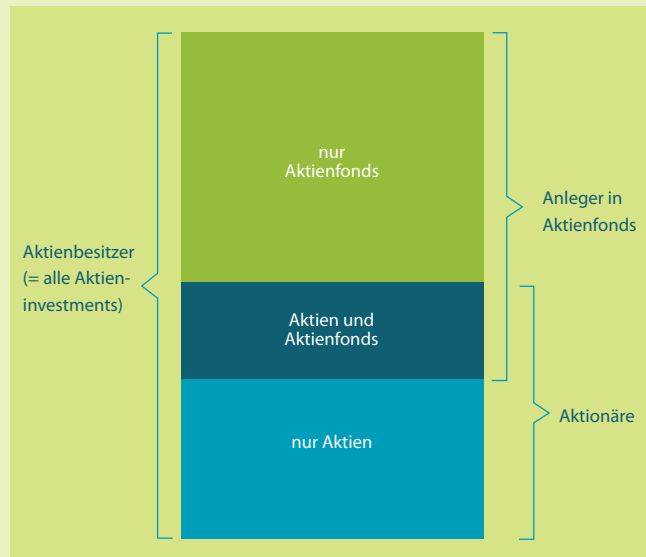 nur
Aktienfonds
Anleger in
Aktienfonds
Aktienbesitzer
(= alle Aktien-
investments)
Aktien und
Aktienfonds
Aktionäre
nur Aktien